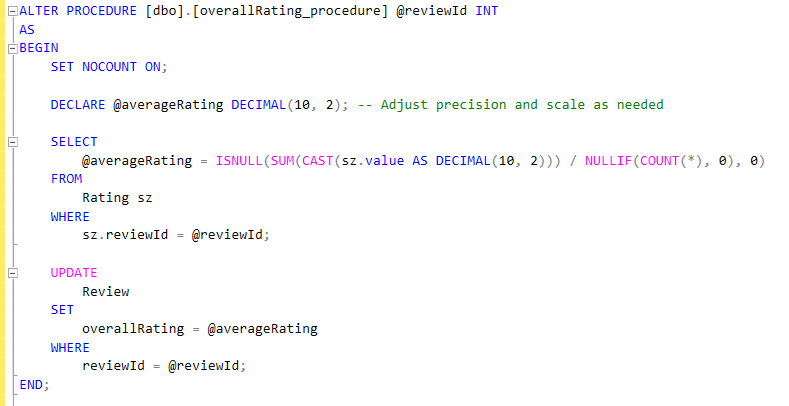 ALTER PROCEDURE [dbo].[overallRating_procedure] @reviewId INT
AS
BEGIN
SET NOCOUNT ON;
DECLARE @averageRating DECIMAL(10, 2); -- Adjust precision and scale as needed
SELECT
@averageRating = ISNULL(SUM(CAST(sz.value AS DECIMAL(10, 2))) / NULLIF(COUNT(*), 0), 0)
FROM
Rating sz
WHERE
sz.reviewId = @reviewId;
UPDATE
Review
SET
overallRating = @averageRating
WHERE
reviewId = @reviewId;
END;